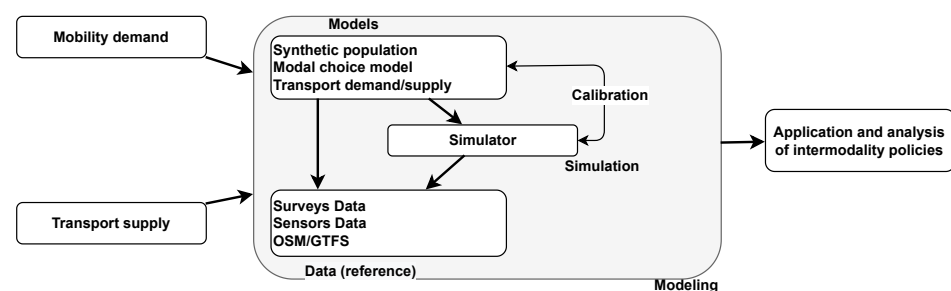 Mobility demand
Transport supply
Models
Synthetic population
Modal choice model
Transport demand/supply
Calibration
Simulator
Simulation
Surveys Data
Sensors Data
OSM/GTFS
Data (reference)
Modeling
Application and analysis
of intermodality policies